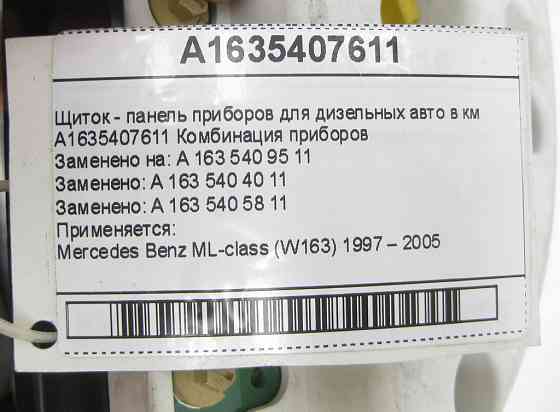 A1635407611
Щиток - панель приборов для дизельных авто в км
A1635407611 Комбинация приборов
Заменено на: A 163 540 95 11
Заменено: A 163 540 40 11
Заменено: A 163 540 58 11
Применяется:
Mercedes Benz ML-class (W163) 1997 – 2005